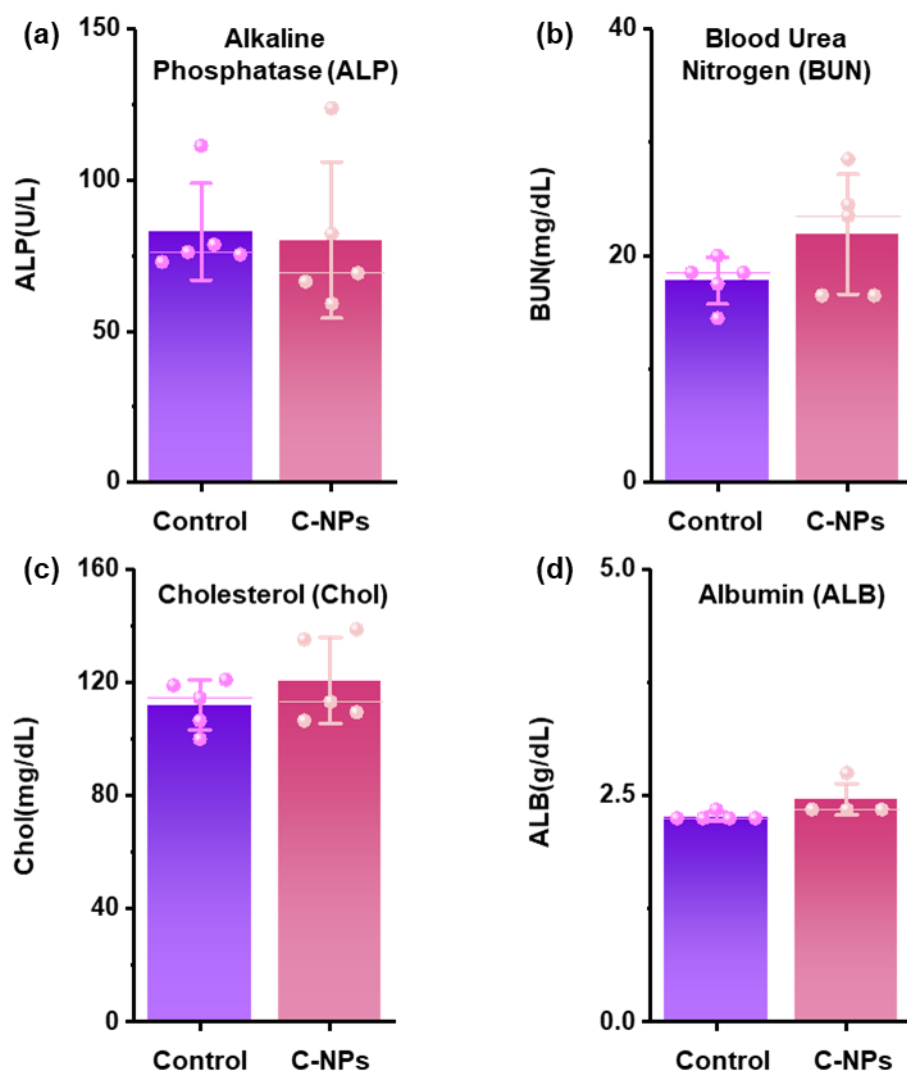 (a)
Alkaline
Phosphatase (ALP)
ALP(U/L)
150
100
50
0
Control
C-NPs
(b)
Blood Urea
Nitrogen (BUN)
BUN(mg/dL)
40
20
0
Control
C-NPs
(c)
Cholesterol (Chol)
Chol(mg/dL)
160
120
80
40
0
Control
C-NPs
(d)
Albumin (ALB)
ALB(g/dL)
5.0
2.5
0.0
Control
C-NPs